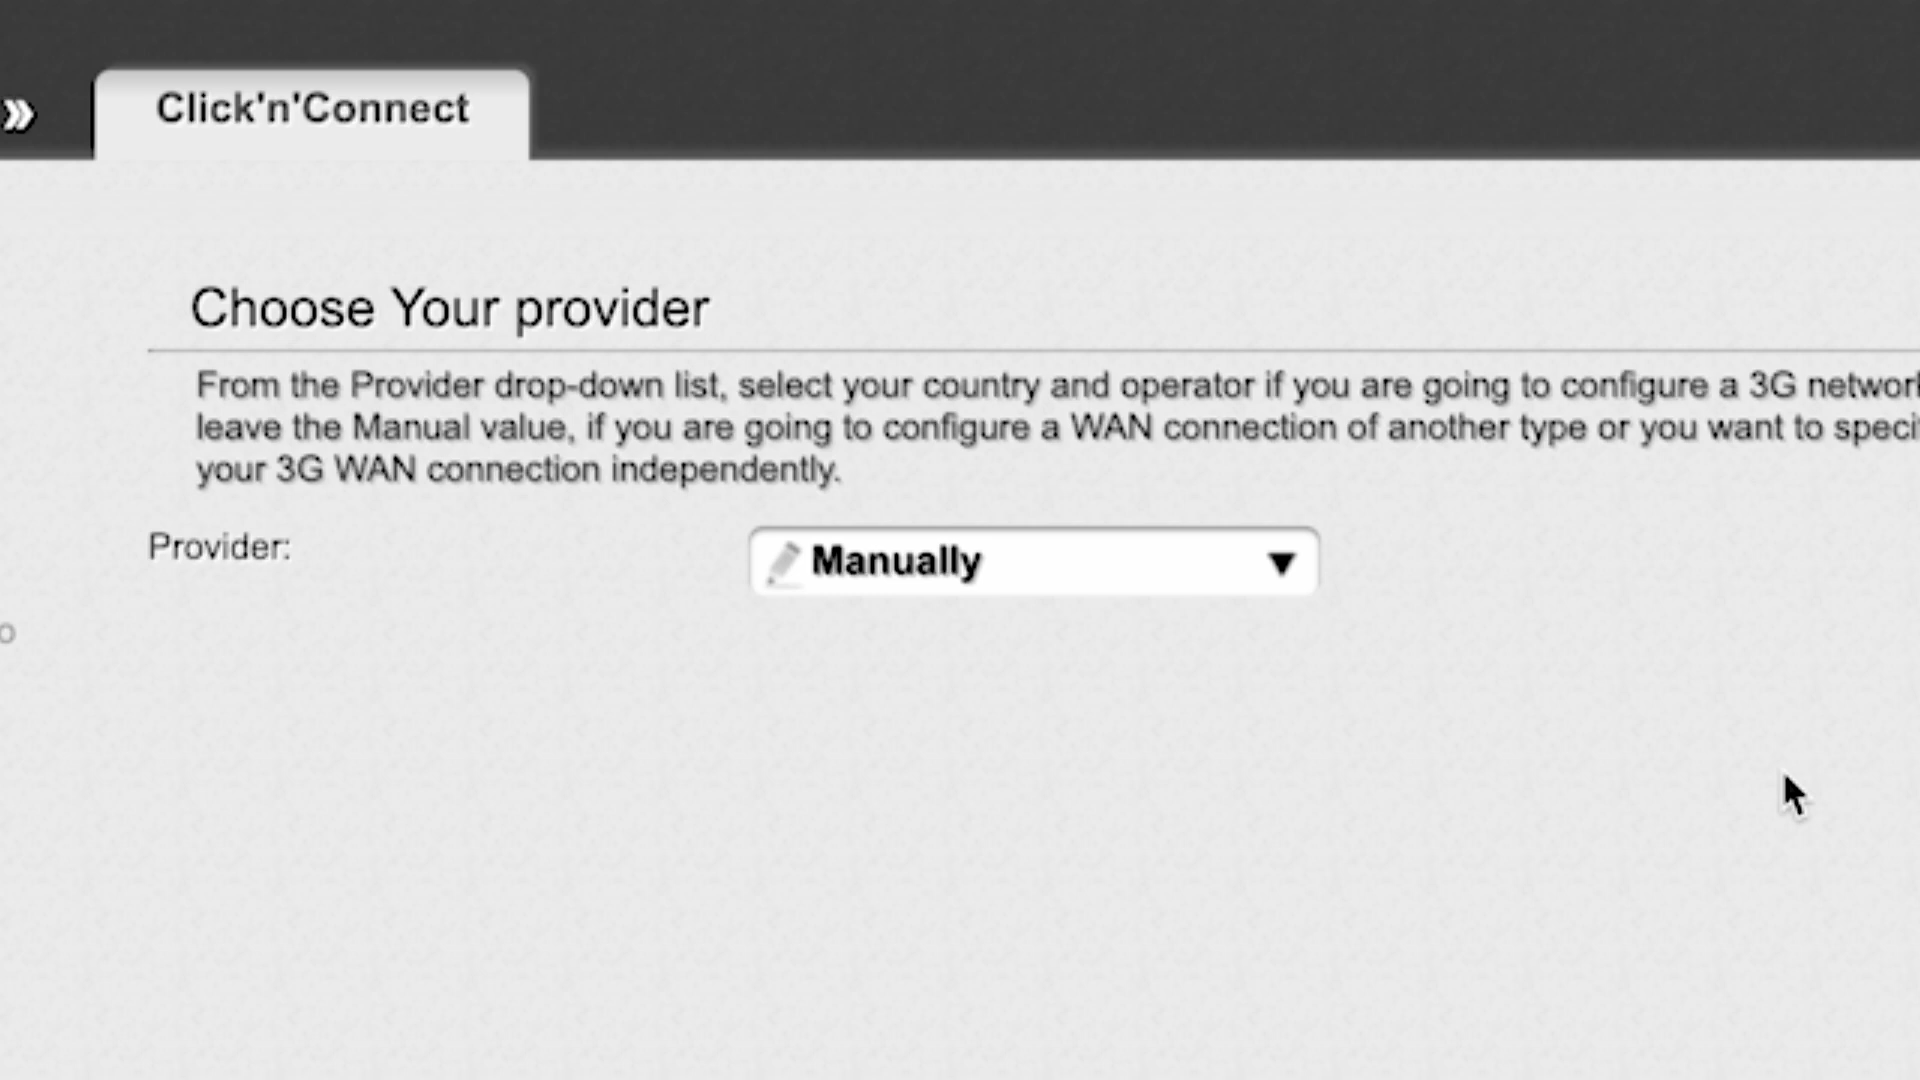 » Click'n'Connect
Choose Your provider
From the Provider drop-down list, select your country and operator if you are going to configure a 3G
leave the Manual value, if you are going to configure a WAN connection of another type or you want to
your 3G WAN connection independently.
Provider: Manually